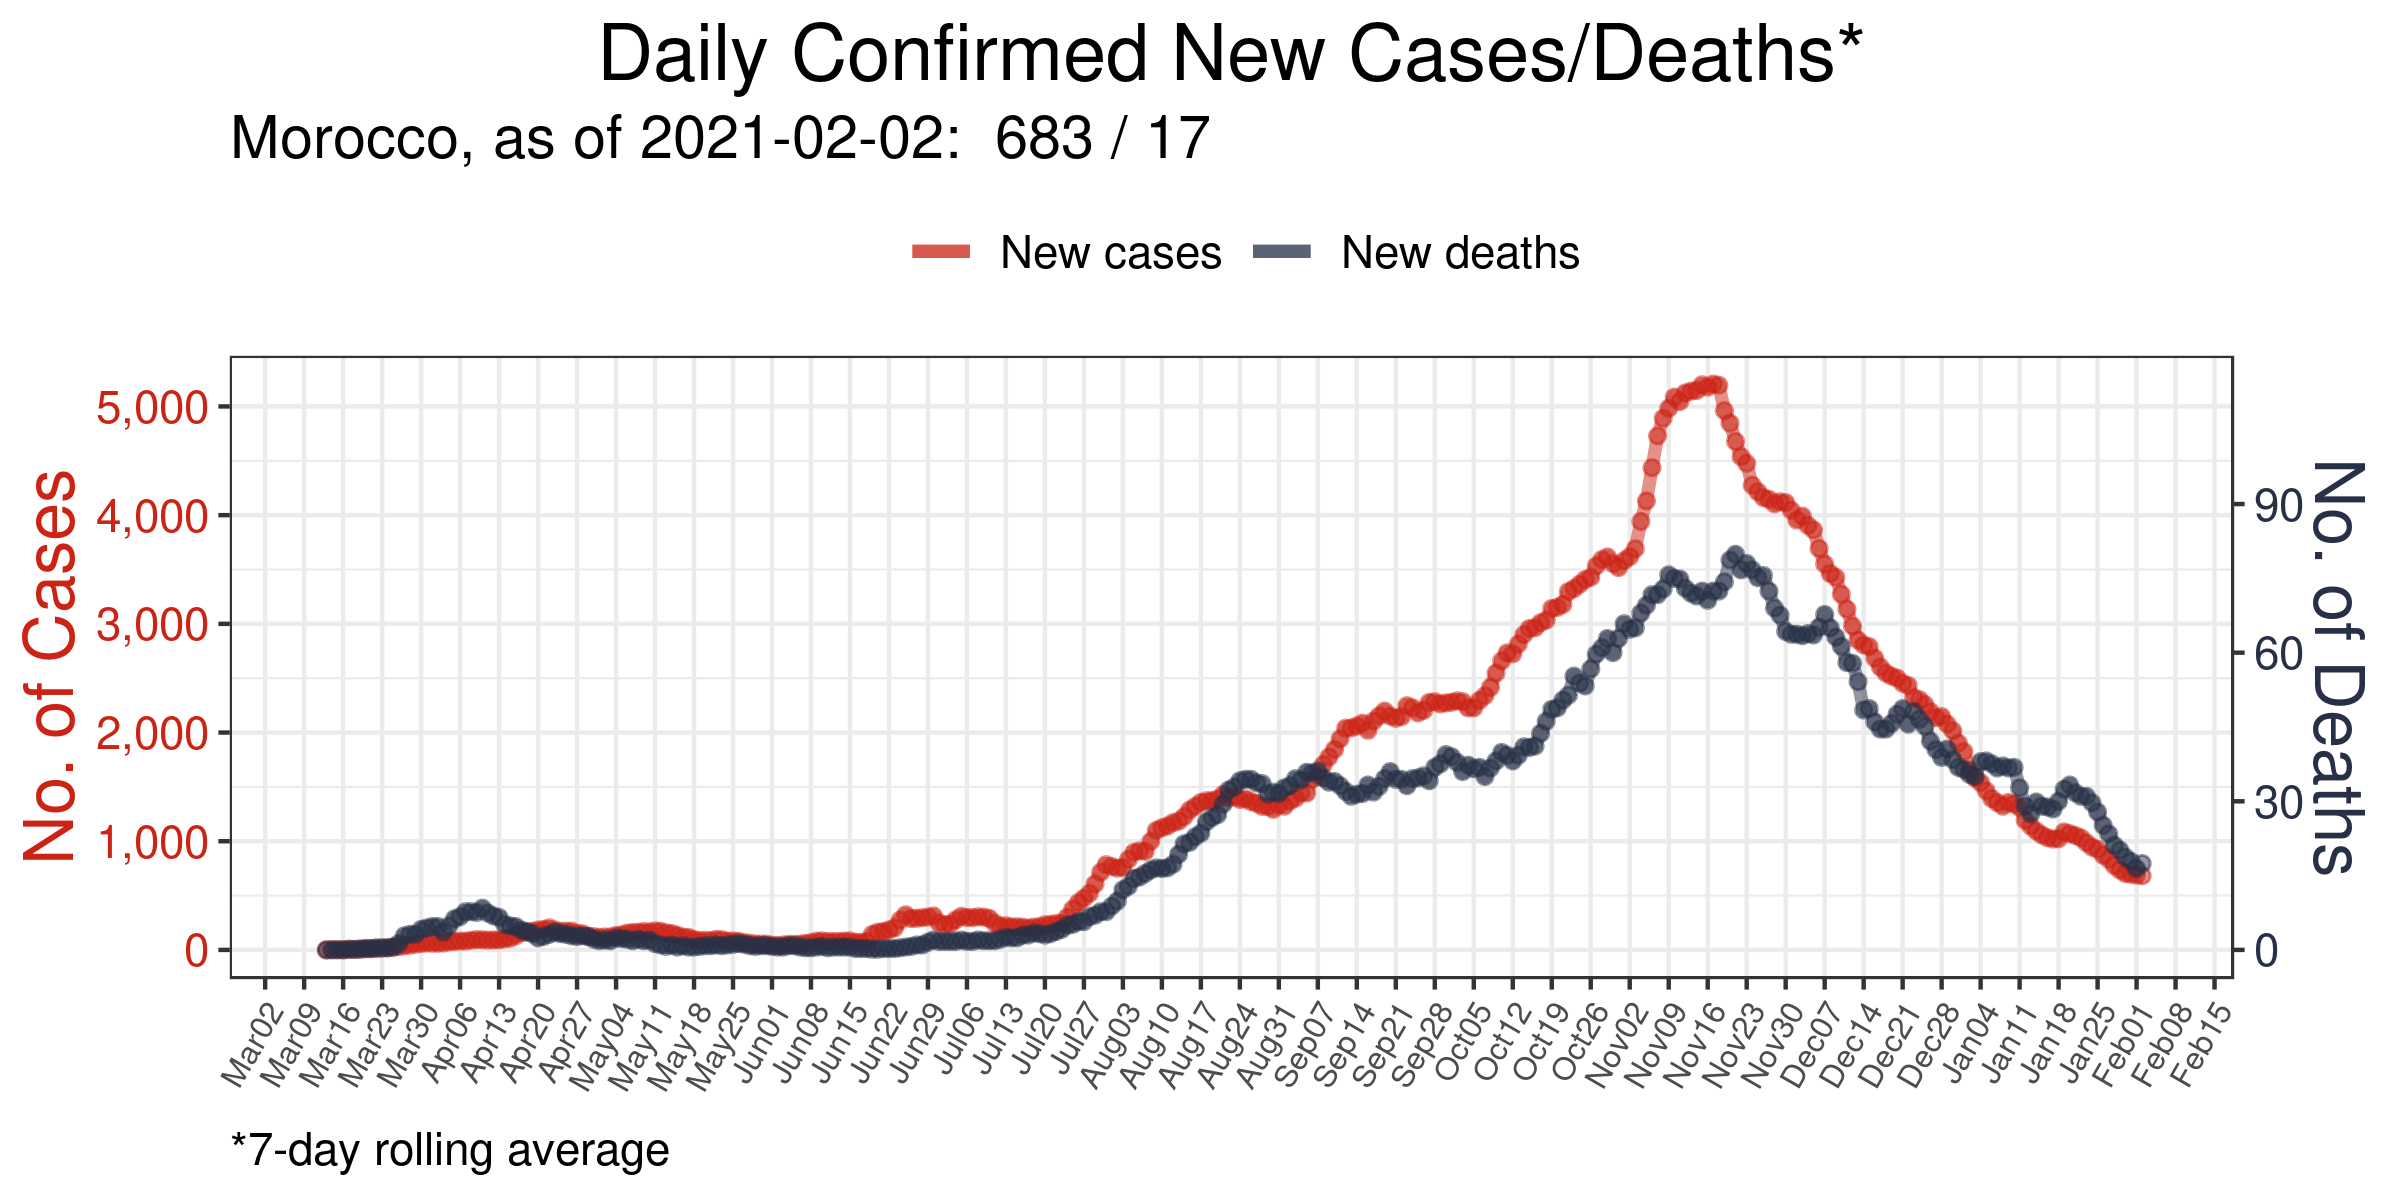 Daily Confirmed New Cases/Deaths*
Morocco, as of 2021-02-02:  683 / 17
New cases
New deaths
No. of Cases
5,000
4,000
3,000
2,000
1,000
0
90
60
30
0
No. of Deaths
Mar02
Mar09
Mar16
Mar23
Mar30
Apr06
Apr13
Apr20
Apr27
May04
May11
May18
May25
Jun01
Jun08
Jun15
Jun22
Jun29
Jul06
Jul13
Jul20
Jul27
Aug03
Aug10
Aug17
Aug24
Aug31
Sep07
Sep14
Sep21
Sep28
Oct05
Oct12
Oct19
Oct26
Nov02
Nov09
Nov16
Nov23
Nov30
Dec07
Dec14
Dec21
Dec28
Jan04
Jan11
Jan18
Jan25
Feb01
Feb08
Feb15
*7-day rolling average